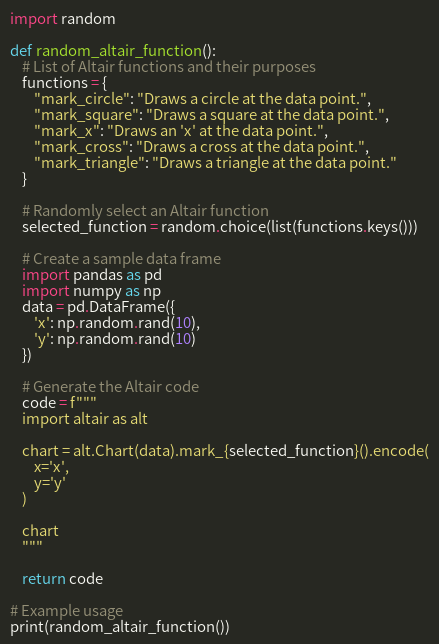 import random

def random_altair_function():
    # List of Altair functions and their purposes
    functions = {
        "mark_circle": "Draws a circle at the data point.",
        "mark_square": "Draws a square at the data point.",
        "mark_x": "Draws an 'x' at the data point.",
        "mark_cross": "Draws a cross at the data point.",
        "mark_triangle": "Draws a triangle at the data point."
    }

    # Randomly select an Altair function
    selected_function = random.choice(list(functions.keys()))

    # Create a sample data frame
    import pandas as pd
    import numpy as np
    data = pd.DataFrame({
        'x': np.random.rand(10),
        'y': np.random.rand(10)
    })

    # Generate the Altair code
    code = f"""
    import altair as alt

    chart = alt.Chart(data).mark_{selected_function}().encode(
        x='x',
        y='y'
    )

    chart
    """

    return code

# Example usage
print(random_altair_function())